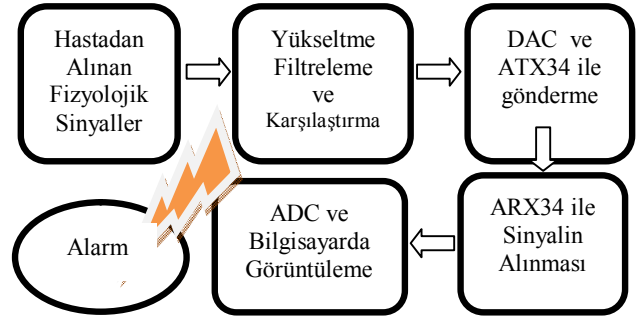 Hastadan
Alınan
Fizyolojik
Sinyaller
Yükseltme
Filtreleme
ve
Karşılaştırma
DAC ve
ATX34 ile
gönderme
ARX34 ile
Sinyalin
Alınması
ADC ve
Bilgisayarda
Görüntüleme
Alarm